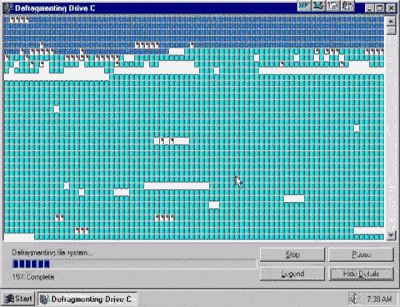 Defragmenting Drive C
Defragmenting file system...
Stop
Pause
15% Complete
Legend
Hide Details
Start
Defragmenting Drive C
7:39 AM